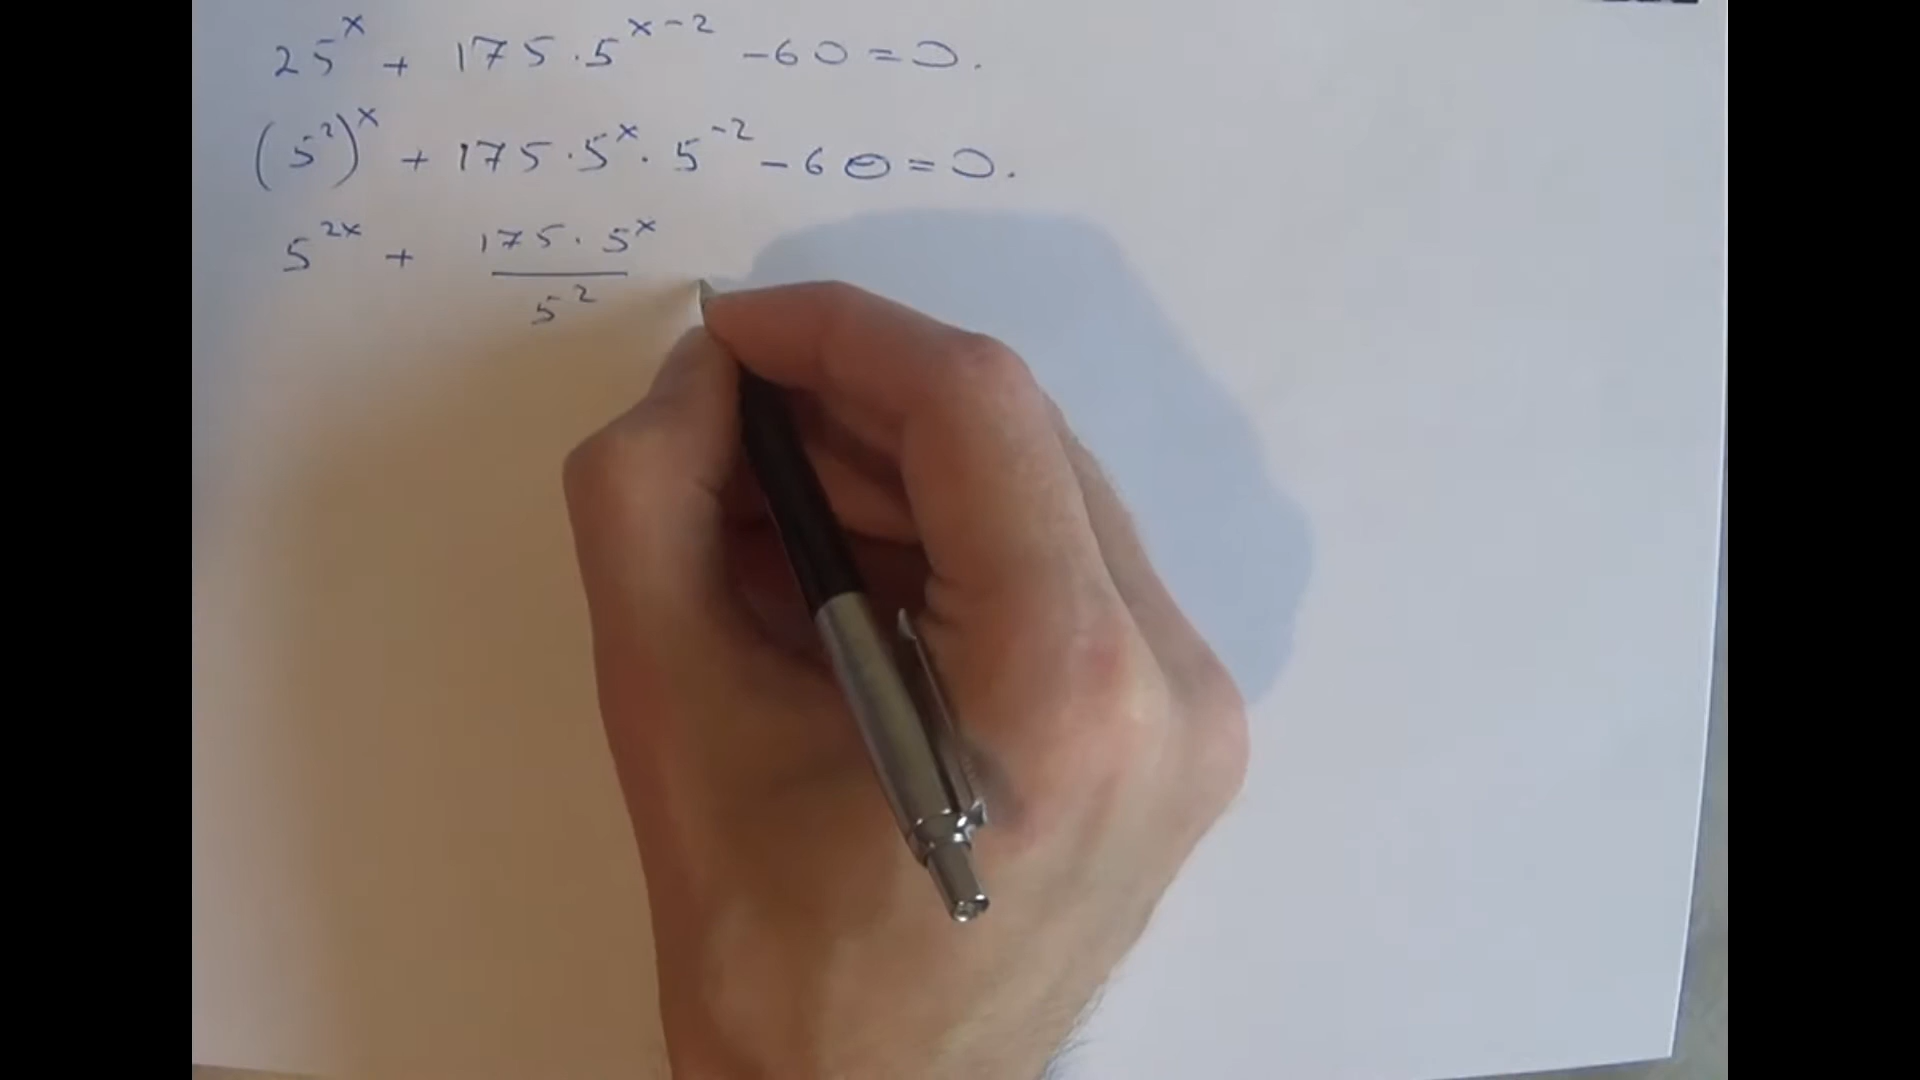 25^x + 175 · 5^{x-2} - 60 = 0.
(5^2)^x + 175 · 5^x · 5^{-2} - 60 = 0.
5^{2x} + \frac{175 · 5^x}{5^2}